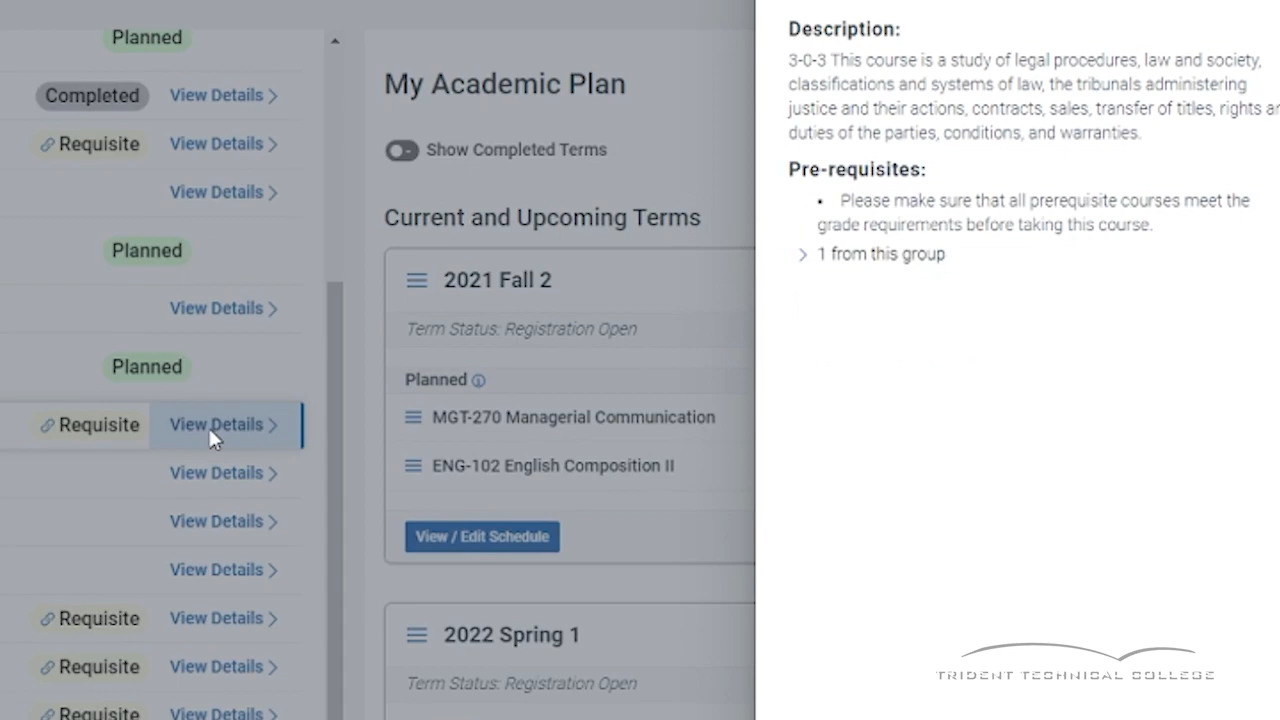 Planned
Completed
View Details
Requisite
View Details
View Details
Planned
View Details
Planned
Requisite
View Details
View Details
View Details
View Details
Requisite
View Details
Requisite
View Details
Requisite
View Details
My Academic Plan
Show Completed Terms
Current and Upcoming Terms
2021 Fall 2
Term Status: Registration Open
Planned
MGT-270 Managerial Communication
ENG-102 English Composition II
View / Edit Schedule
2022 Spring 1
Term Status: Registration Open
Description:
3-0-3 This course is a study of legal procedures, law and society,
classifications and systems of law, the tribunals administering
justice and their actions, contracts, sales, transfer of titles, rights
duties of the parties, conditions, and warranties.
Pre-requisites:
• Please make sure that all prerequisite courses meet the
grade requirements before taking this course.
1 from this group
TRIDENT TECHNICAL COLLEGE